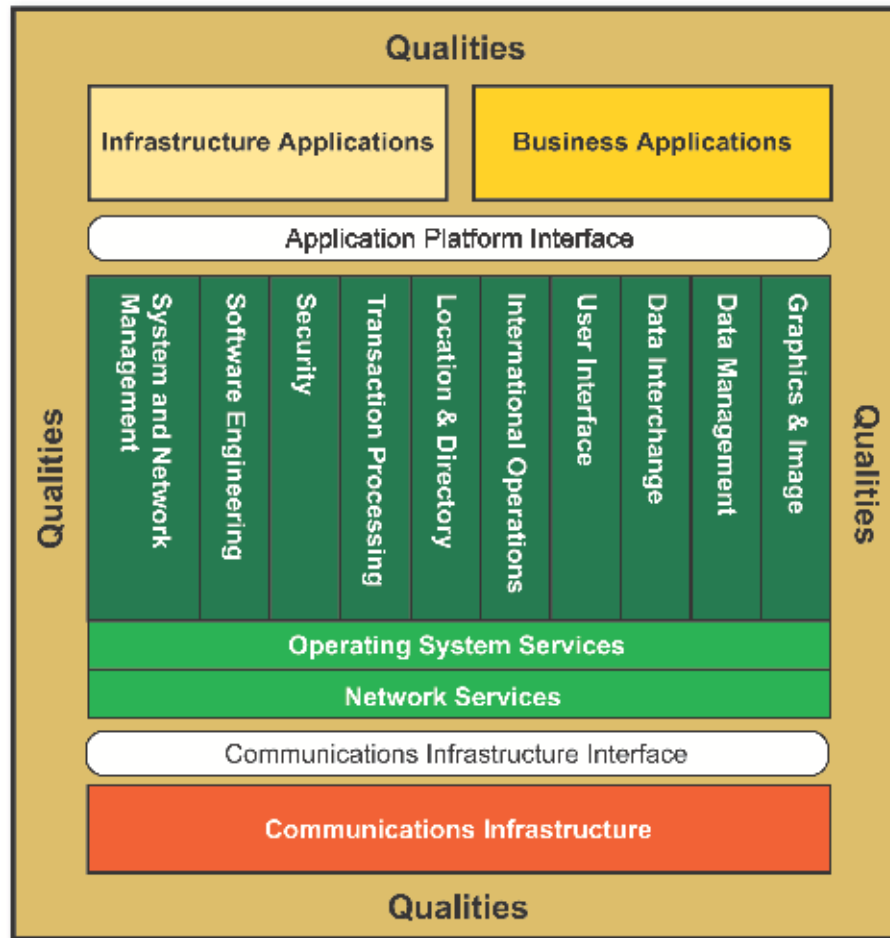 Qualities
Infrastructure Applications
Business Applications
Application Platform Interface
Qualities
System and Network
Management
Software Engineering
Security
Transaction Processing
Location & Directory
International Operations
User Interface
Data Interchange
Data Management
Graphics & Image
Qualities
Operating System Services
Network Services
Communications Infrastructure Interface
Communications Infrastructure
Qualities